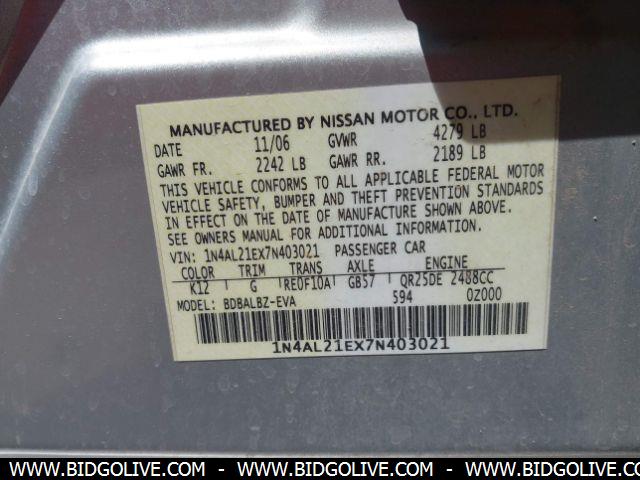 MANUFACTURED BY NISSAN MOTOR CO., LTD.
DATE 11/06 GVWR 4279 LB
GAWR FR. 2242 LB GAWR RR. 2189 LB
THIS VEHICLE CONFORMS TO ALL APPLICABLE FEDERAL MOTOR
VEHICLE SAFETY, BUMPER AND THEFT PREVENTION STANDARDS
IN EFFECT ON THE DATE OF MANUFACTURE SHOWN ABOVE.
SEE OWNERS MANUAL FOR ADDITIONAL INFORMATION.
VIN: 1N4AL21EX7N403021 PASSENGER CAR
COLOR TRIM TRANS AXLE ENGINE
K12 G RE0F10A GB57 QR25DE 2488CC
MODEL: BDBALBZ-EVA 594 0Z000
1N4AL21EX7N403021
WWW.BIDGOLIVE.COM - WWW.BIDGOLIVE.COM - WWW.BIDGOLIVE.COM - WWW.BIDGOLIVE.COM